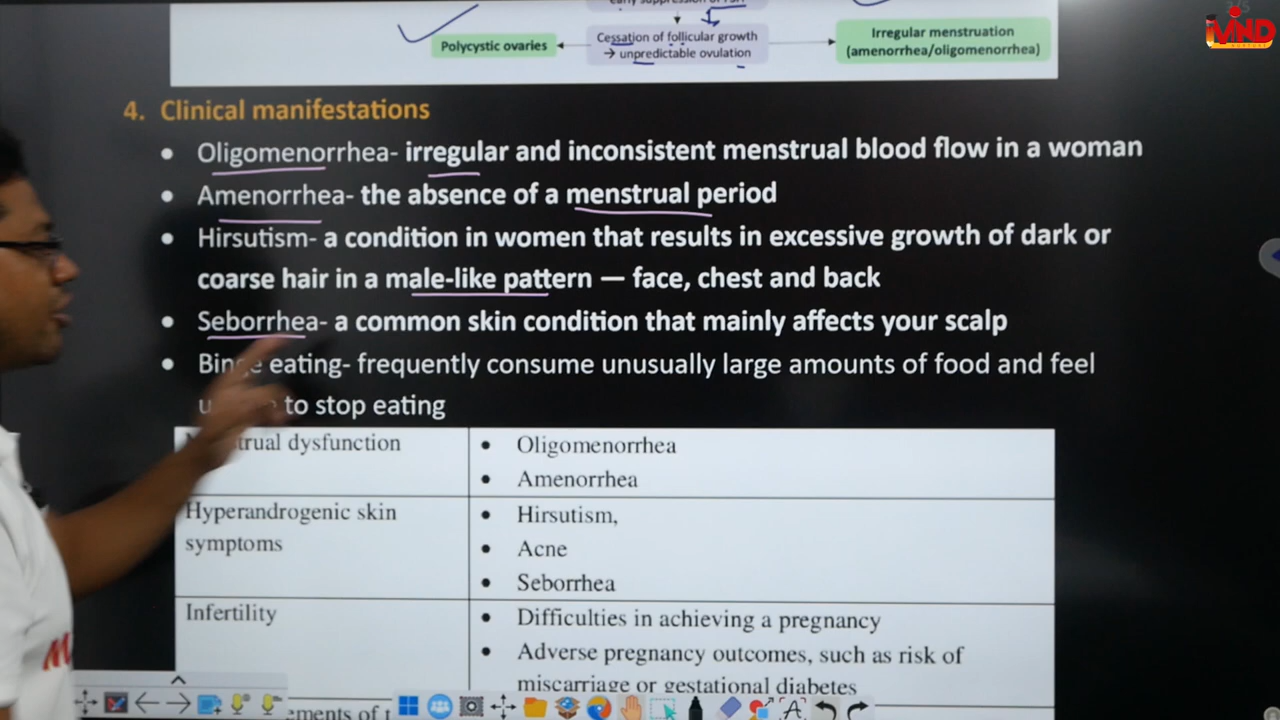 Polycystic ovaries
Cessation of follicular growth
→ unpredictable ovulation
Irregular menstruation
(amenorrhea/oligomenorrhea)
4. Clinical manifestations
• Oligomenorrhea- irregular and inconsistent menstrual blood flow in a woman
• Amenorrhea- the absence of a menstrual period
• Hirsutism- a condition in women that results in excessive growth of dark or
coarse hair in a male-like pattern — face, chest and back
• Seborrhea- a common skin condition that mainly affects your scalp
• Binge eating- frequently consume unusually large amounts of food and feel
to stop eating
dysfunction
• Oligomenorrhea
• Amenorrhea
Hyperandrogenic skin
symptoms
• Hirsutism,
• Acne
• Seborrhea
Infertility
• Difficulties in achieving a pregnancy
• Adverse pregnancy outcomes, such as risk of
miscarriage or gestational diabetes